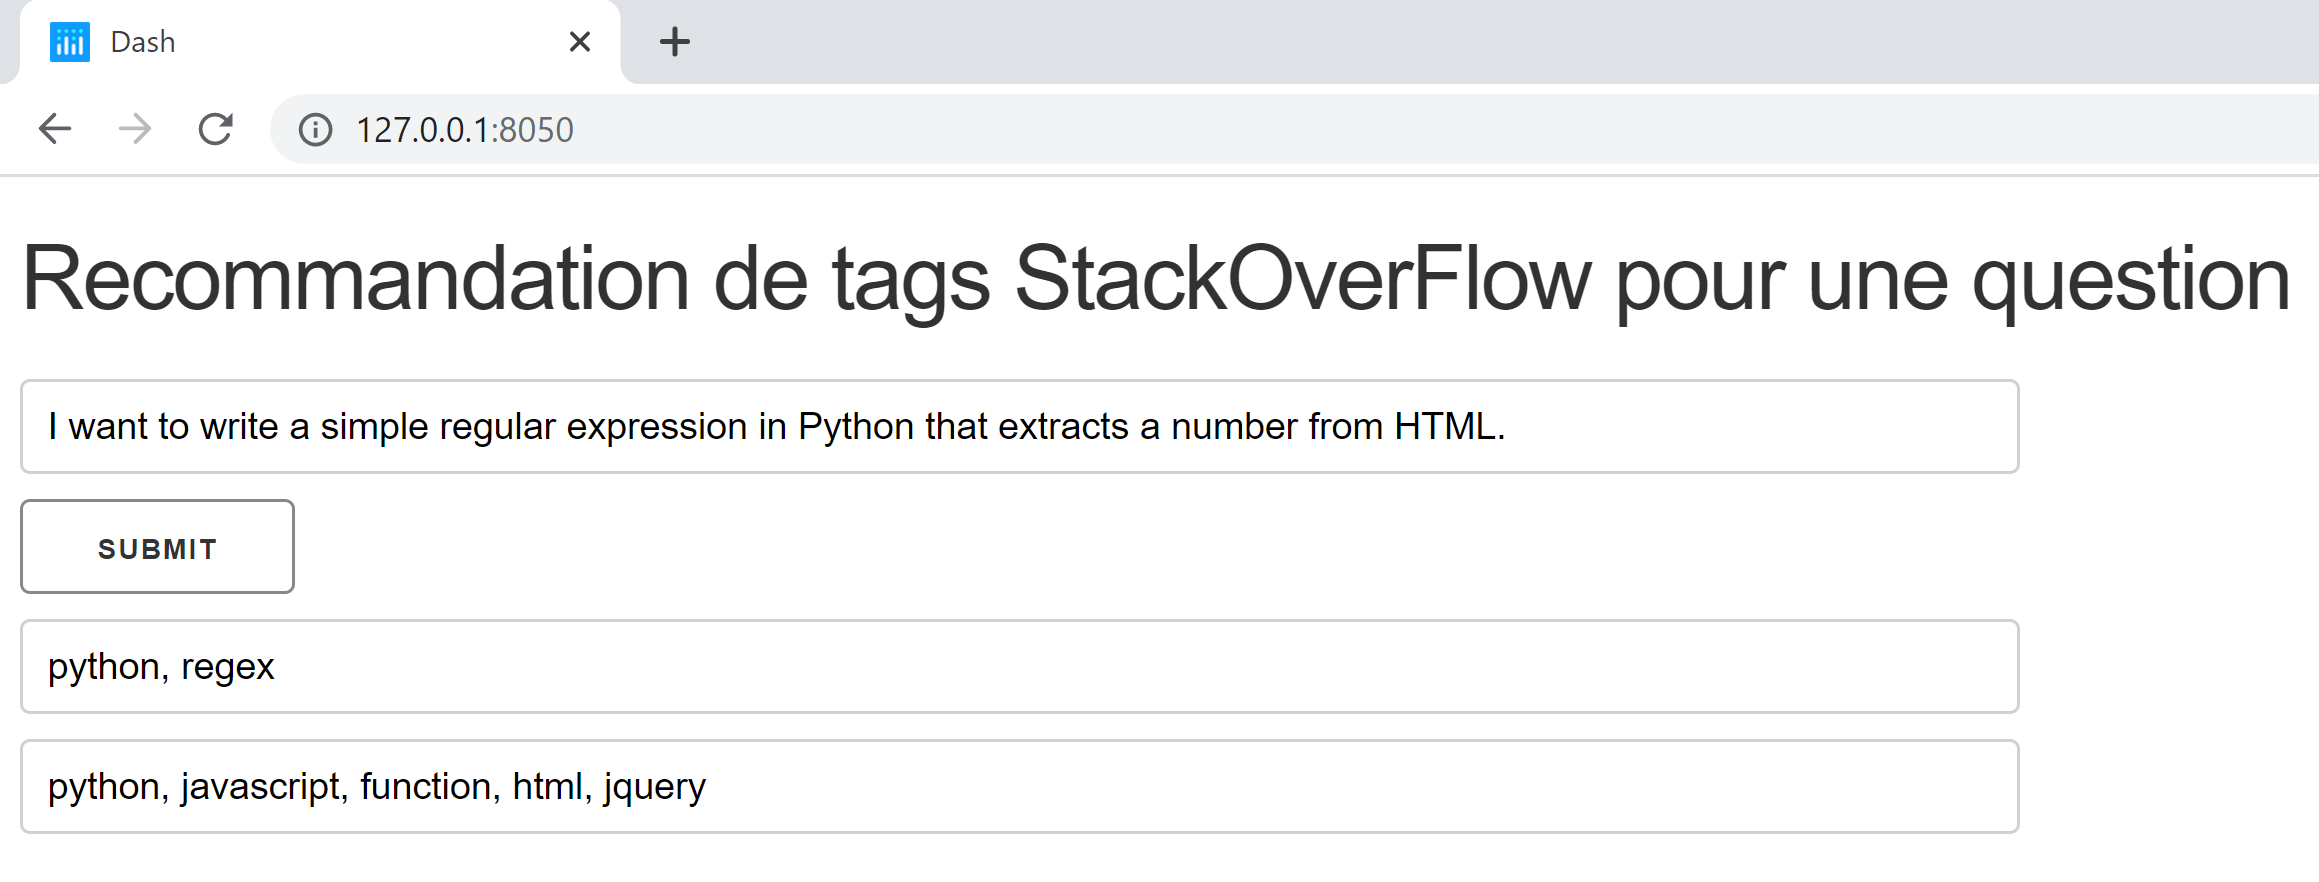 Dash
127.0.0.1:8050
Recommandation de tags StackOverFlow pour une question
I want to write a simple regular expression in Python that extracts a number from HTML.
SUBMIT
python, regex
python, javascript, function, html, jquery